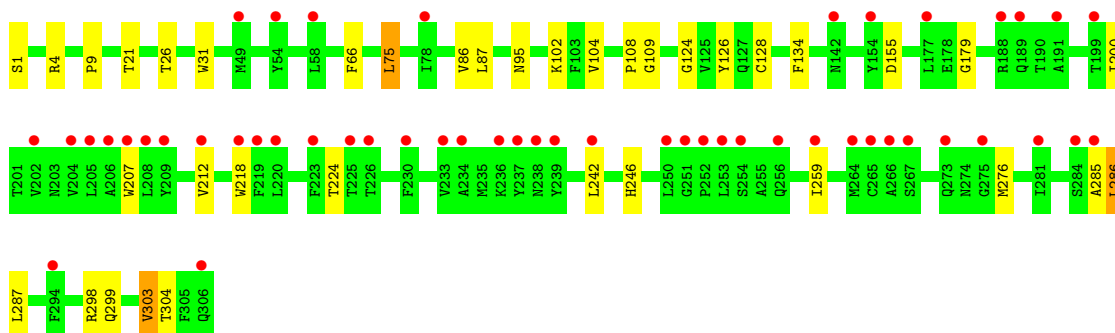 S1 R4 P9 T21 T26 W31 M49 Y54 L58 F66 L75 I78 V86 L87 N95 K102 F103 V104 P108 G109 G124 V125 Y126 Q127 C128 F134 N142 Y154 D155 L177 E178 G179 R188 Q189 T190 A191 T199 I200
T201 V202 N203 V204 L205 A206 W207 L208 Y209 V212 W218 F219 L220 F223 T224 T225 T226 F230 V233 A234 M235 K236 Y237 N238 Y239 L242 H246 L250 G251 P252 L253 S254 A255 Q256 I259 M264 C265 A266 S267 Q273 N274 G275 M276 I281 S284 A285 L286
L287 F294 R298 Q299 V303 T304 F305 Q306